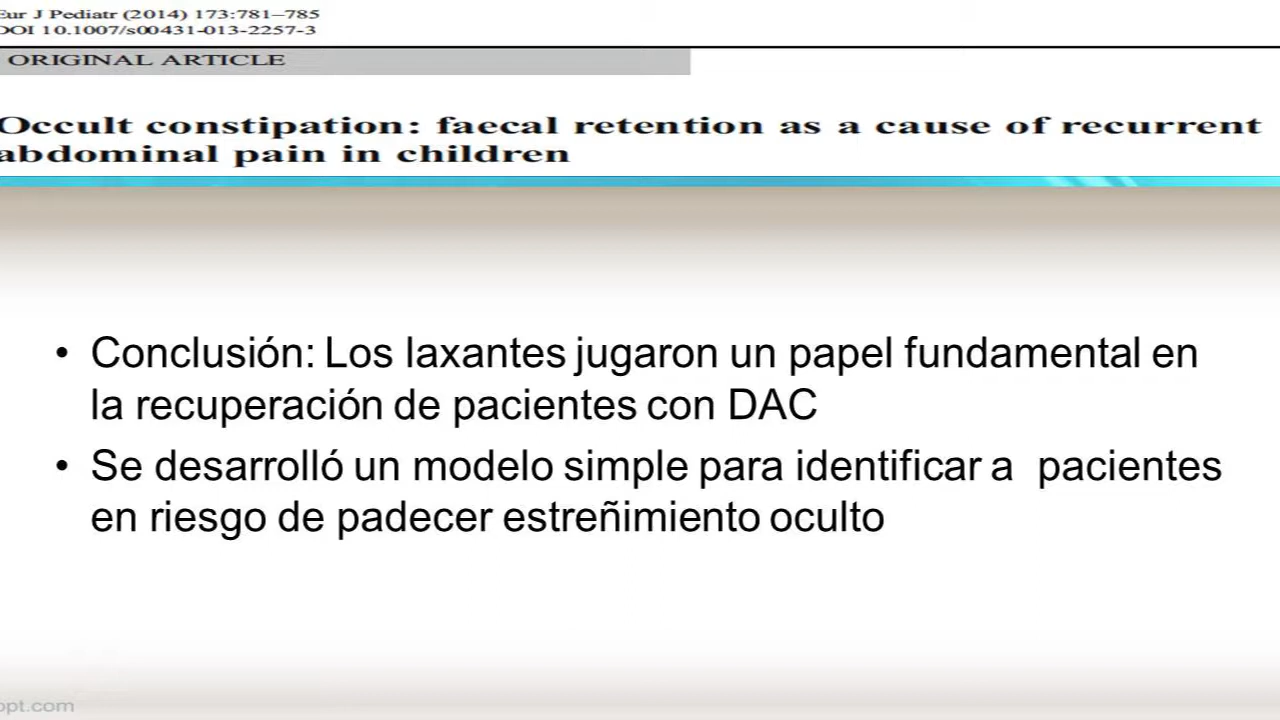 Eur J Pediatr (2014) 173:781–785
DOI 10.1007/s00431-013-2257-3
ORIGINAL ARTICLE
Occult constipation: faecal retention as a cause of recurrent
abdominal pain in children
• Conclusión: Los laxantes jugaron un papel fundamental en
la recuperación de pacientes con DAC
• Se desarrolló un modelo simple para identificar a pacientes
en riesgo de padecer estreñimiento oculto
ppt.com